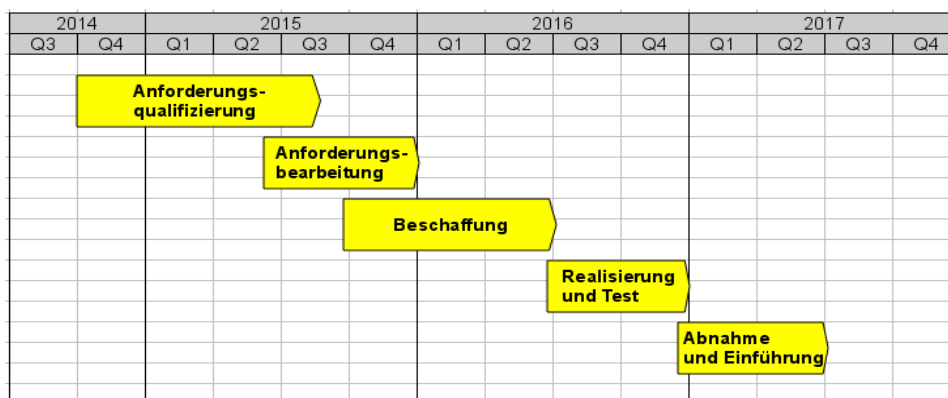 2014 2015 2016 2017
Q3 Q4 Q1 Q2 Q3 Q4 Q1 Q2 Q3 Q4 Q1 Q2 Q3 Q4
Anforderungs-
qualifizierung
Anforderungs-
bearbeitung
Beschaffung
Realisierung
und Test
Abnahme
und Einführung